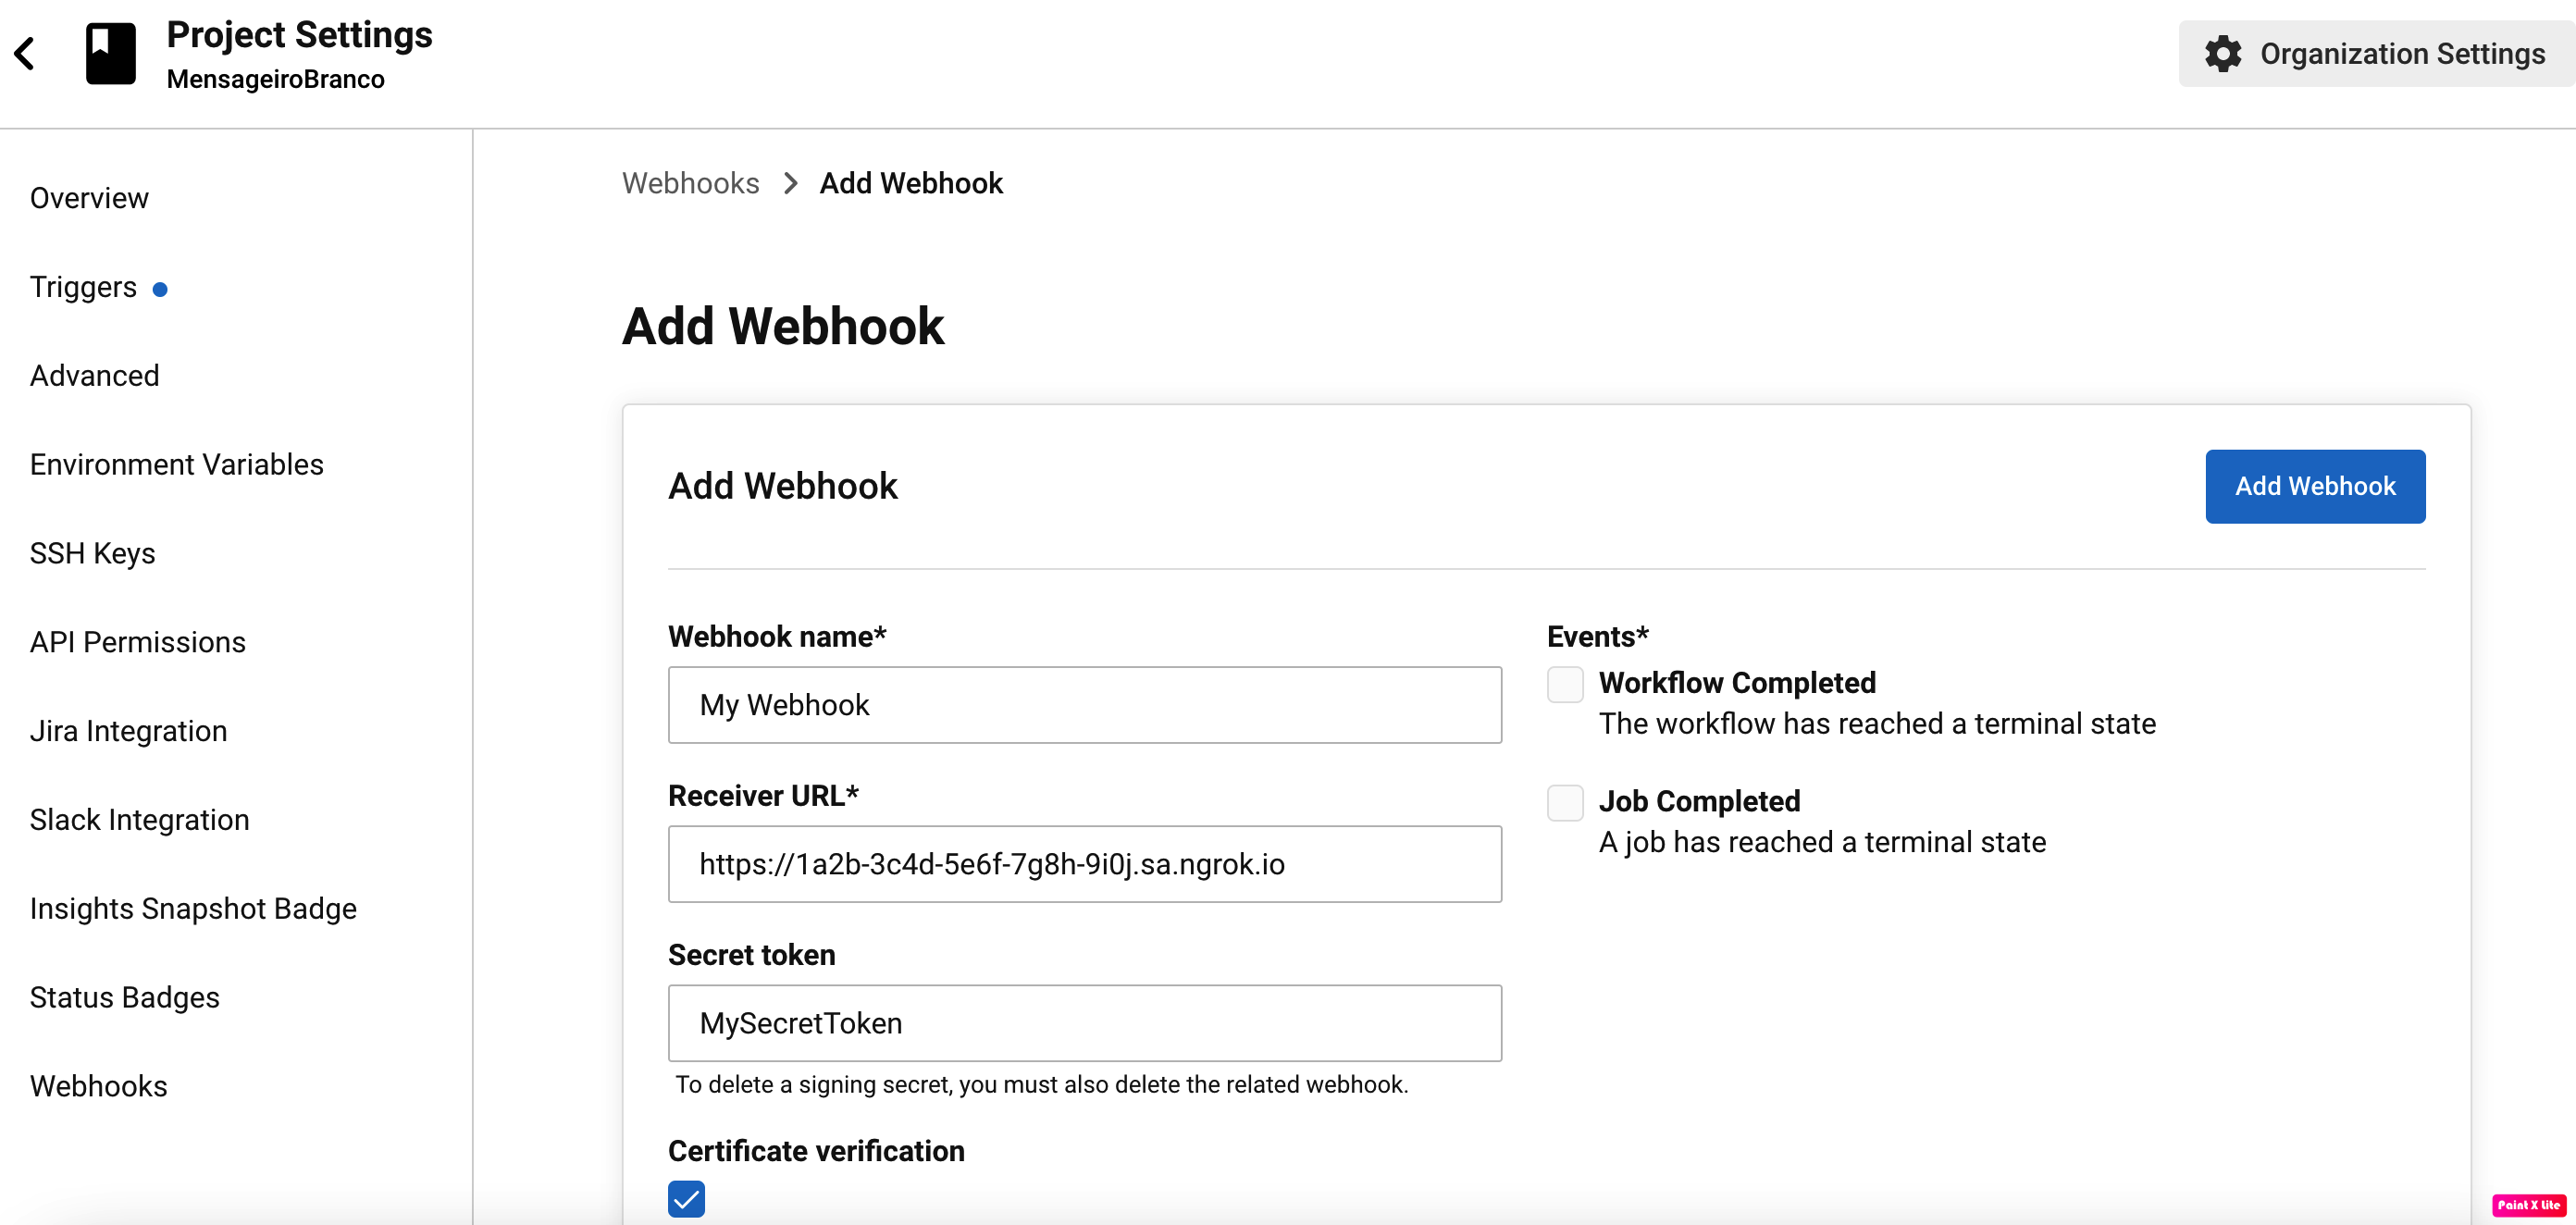 Project Settings
MensageiroBranco
Organization Settings
Overview
Triggers
Advanced
Environment Variables
SSH Keys
API Permissions
Jira Integration
Slack Integration
Insights Snapshot Badge
Status Badges
Webhooks
Webhooks > Add Webhook
Add Webhook
Add Webhook
Add Webhook
Webhook name*
My Webhook
Receiver URL*
https://1a2b-3c4d-5e6f-7g8h-9i0j.sa.ngrok.io
Secret token
MySecretToken
To delete a signing secret, you must also delete the related webhook.
Certificate verification
Events*
Workflow Completed
The workflow has reached a terminal state
Job Completed
A job has reached a terminal state
Paint X Lite